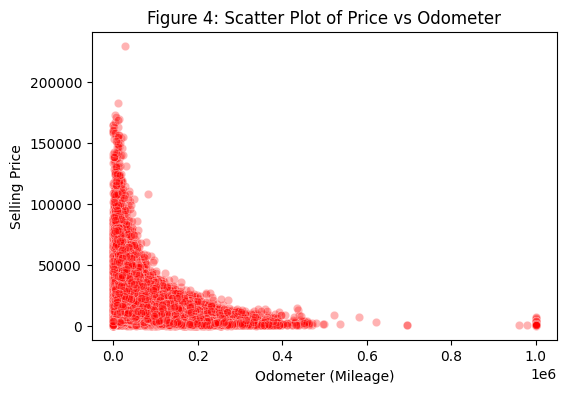 Figure 4: Scatter Plot of Price vs Odometer
Selling Price
200000
150000
100000
50000
0
0.0 0.2 0.4 0.6 0.8 1.0
1e6
Odometer (Mileage)